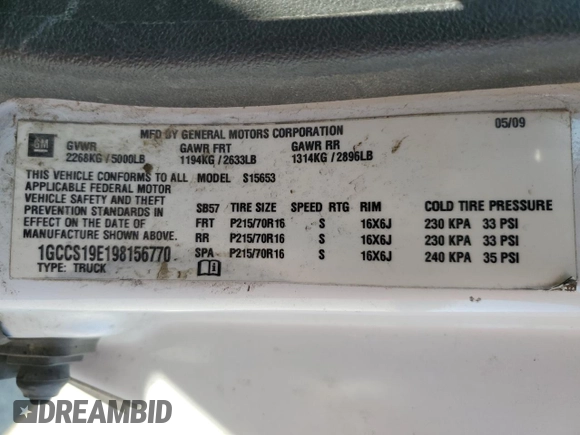 MFD BY GENERAL MOTORS CORPORATION 05/09
GM GVWR GAWR FRT GAWR RR
2268KG / 5000LB 1194KG / 2633LB 1314KG / 2896LB
THIS VEHICLE CONFORMS TO ALL MODEL S15653
APPLICABLE FEDERAL MOTOR
VEHICLE SAFETY AND THEFT
PREVENTION STANDARDS IN
EFFECT ON THE DATE OF
MANUFACTURE SHOWN ABOVE.
1GCCS19E198156770
TYPE: TRUCK
SB57 TIRE SIZE SPEED RTG RIM COLD TIRE PRESSURE
FRT P215/70R16 S 16X6J 230 KPA 33 PSI
RR P215/70R16 S 16X6J 230 KPA 33 PSI
SPA P215/70R16 S 16X6J 240 KPA 35 PSI
DREAMBID